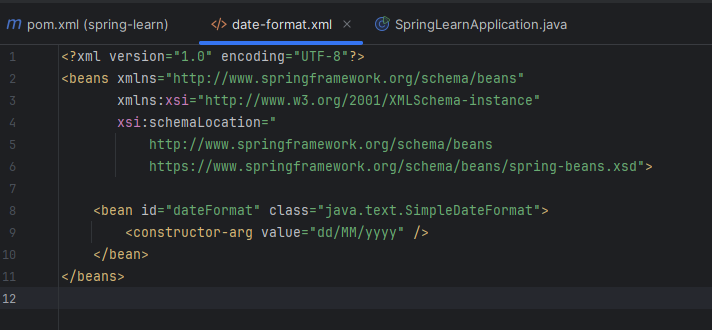 pom.xml (spring-learn) date-format.xml SpringLearnApplication.java
1 <?xml version="1.0" encoding="UTF-8"?>
2 <beans xmlns="http://www.springframework.org/schema/beans"
3 xmlns:xsi="http://www.w3.org/2001/XMLSchema-instance"
4 xsi:schemaLocation="
5 http://www.springframework.org/schema/beans
6 https://www.springframework.org/schema/beans/spring-beans.xsd">
7
8 <bean id="dateFormat" class="java.text.SimpleDateFormat">
9 <constructor-arg value="dd/MM/yyyy" />
10 </bean>
11 </beans>
12